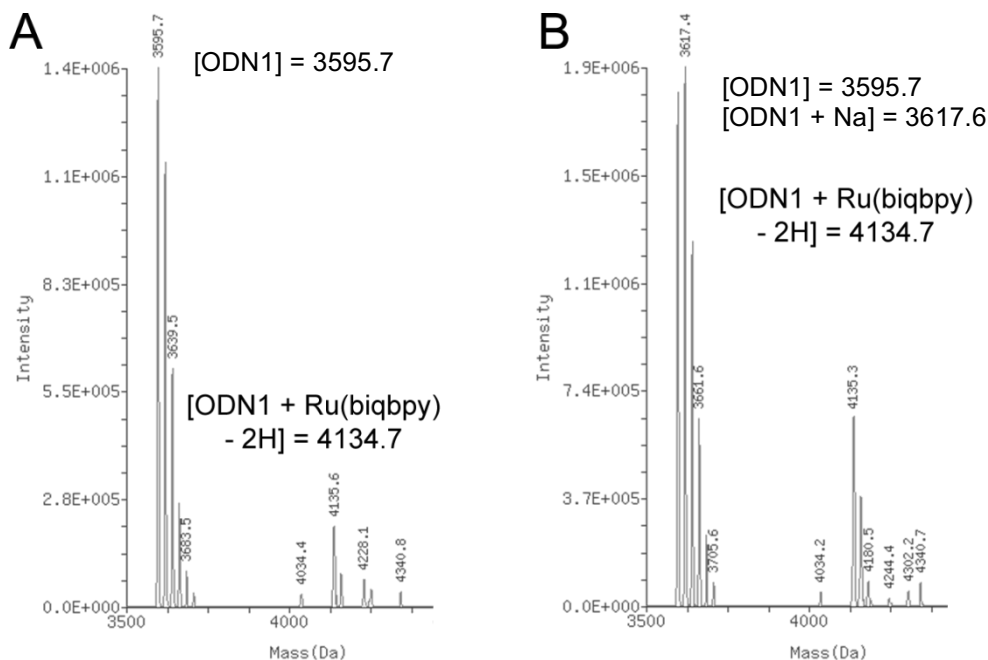 A
3595.7
[ODN1] = 3595.7
1.4E+006
1.1E+006
8.3E+005
5.5E+005
2.8E+005
0.0E+000
Intensity
3639.5
3683.5
[ODN1 + Ru(biqbpy)
- 2H] = 4134.7
4034.4
4135.6
4228.1
4340.8
3500
4000
Mass(Da)
B
3617.4
[ODN1] = 3595.7
[ODN1 + Na] = 3617.6
[ODN1 + Ru(biqbpy)
- 2H] = 4134.7
1.9E+006
1.5E+006
1.1E+006
7.4E+005
3.7E+005
0.0E+000
Intensity
3661.6
3705.6
4034.2
4135.3
4180.5
4244.4
4302.2
4340.7
3500
4000
Mass(Da)